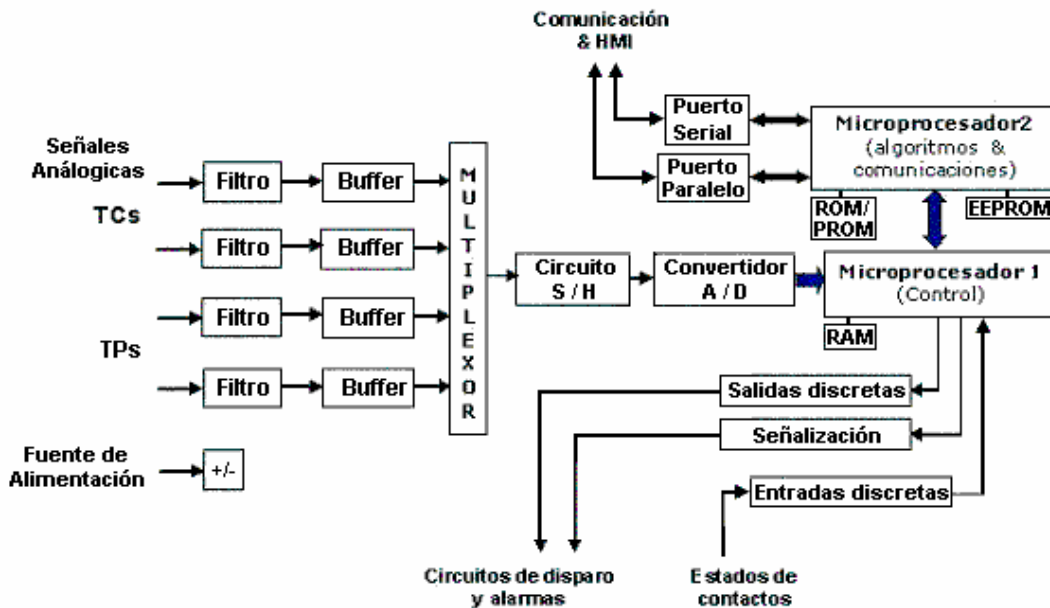 Comunicación
& HMI
Puerto
Serial
Microprocesador2
(algoritmos &
comunicaciones)
Puerto
Paralelo
ROM/
PROM
EEPROM
Señales
Análogicas
Filtro
Buffer
TCs
Filtro
Buffer
MULTIPLEXOR
Circuito
S / H
Convertidor
A / D
Microprocesador 1
(Control)
RAM
TPs
Filtro
Buffer
Filtro
Buffer
Salidas discretas
Señalización
Fuente de
Alimentación
+/-
Entradas discretas
Circuitos de disparo
y alarmas
Estados de
contactos